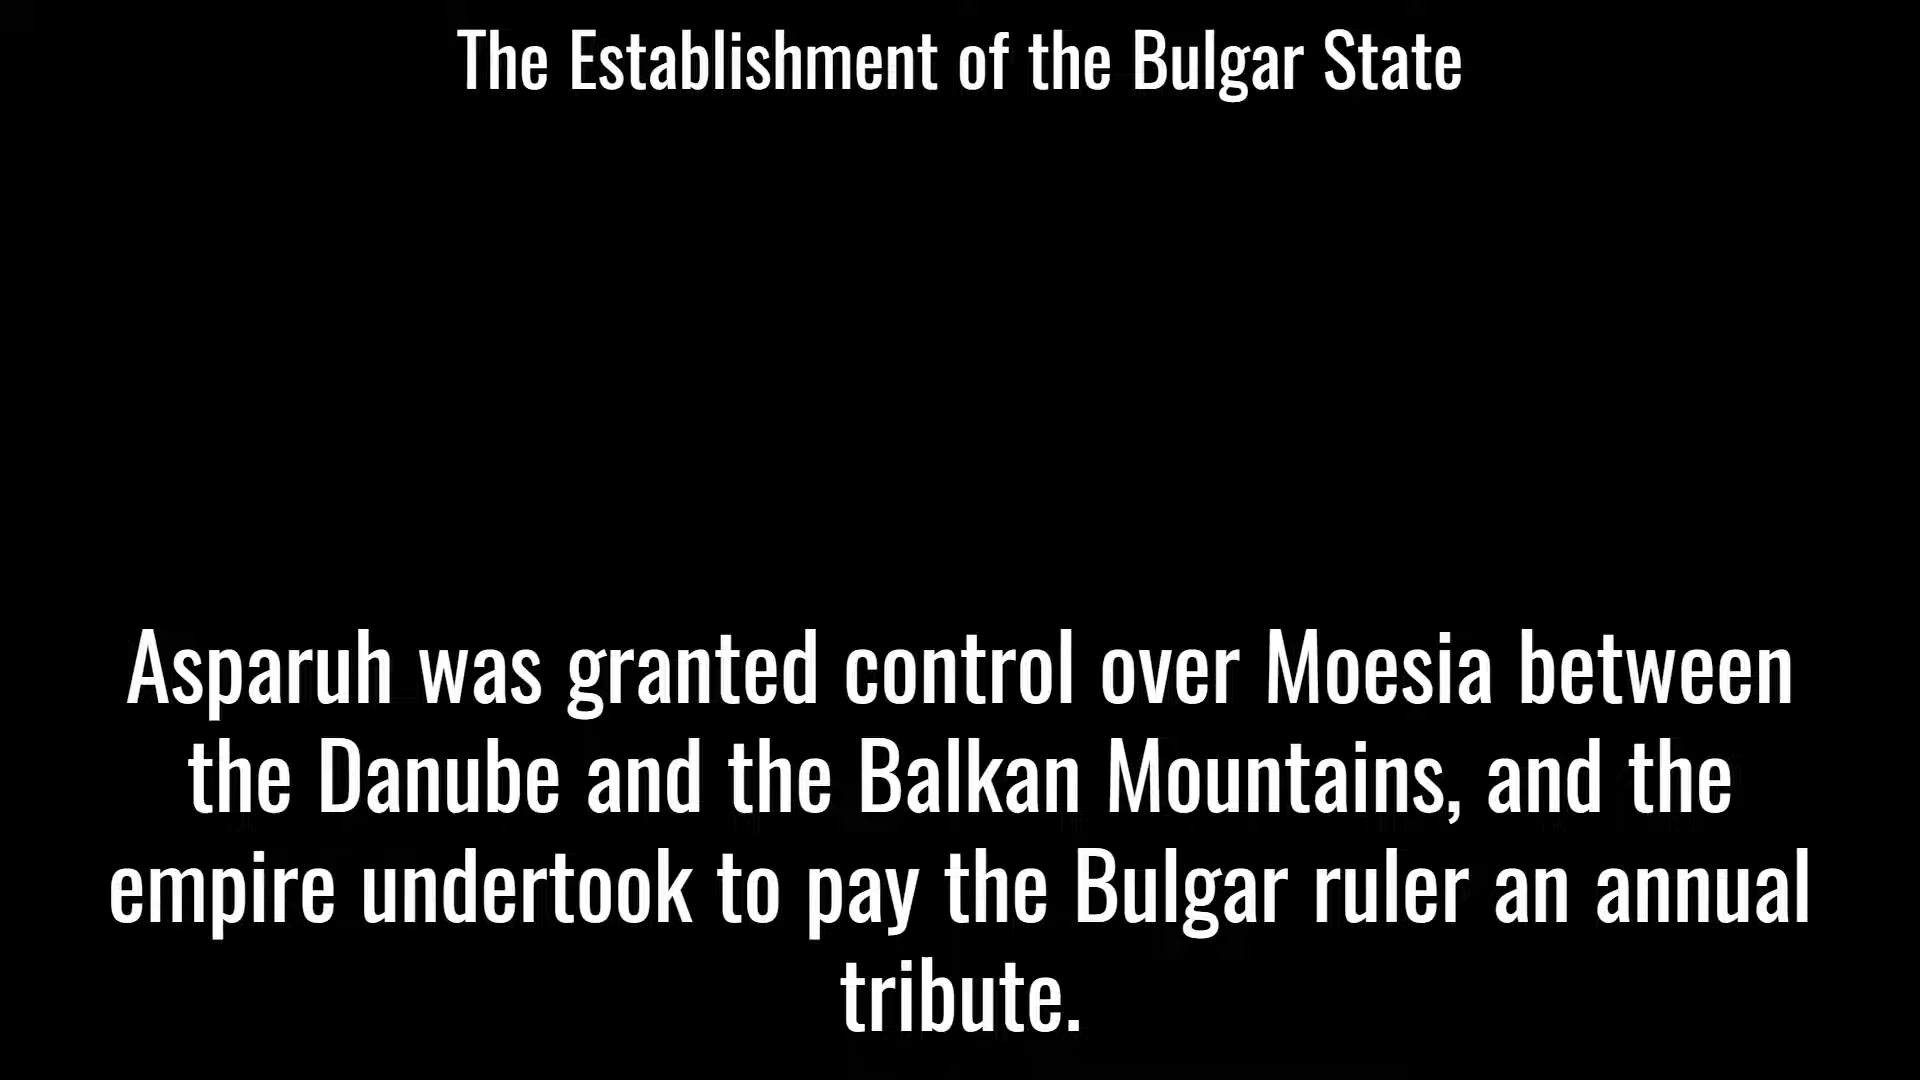 The Establishment of the Bulgar State
Asparuh was granted control over Moesia between
the Danube and the Balkan Mountains, and the
empire undertook to pay the Bulgar ruler an annual
tribute.